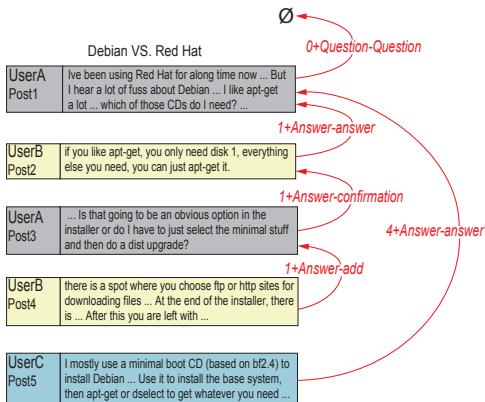 Ø
0+Question-Question
Debian VS. Red Hat
UserA
Post1
Ive been using Red Hat for along time now ... But
I hear a lot of fuss about Debian ... I like apt-get
a lot ... which of those CDs do I need? ...
1+Answer-answer
UserB
Post2
if you like apt-get, you only need disk 1, everything
else you need, you can just apt-get it.
1+Answer-confirmation
UserA
Post3
... Is that going to be an obvious option in the
installer or do I have to just select the minimal stuff
and then do a dist upgrade?
4+Answer-answer
1+Answer-add
UserB
Post4
there is a spot where you choose ftp or http sites for
downloading files ... At the end of the installer, there
is ... After this you are left with ...
UserC
Post5
I mostly use a minimal boot CD (based on bf2.4) to
install Debian ... Use it to install the base system,
then apt-get or dselect to get whatever you need ...